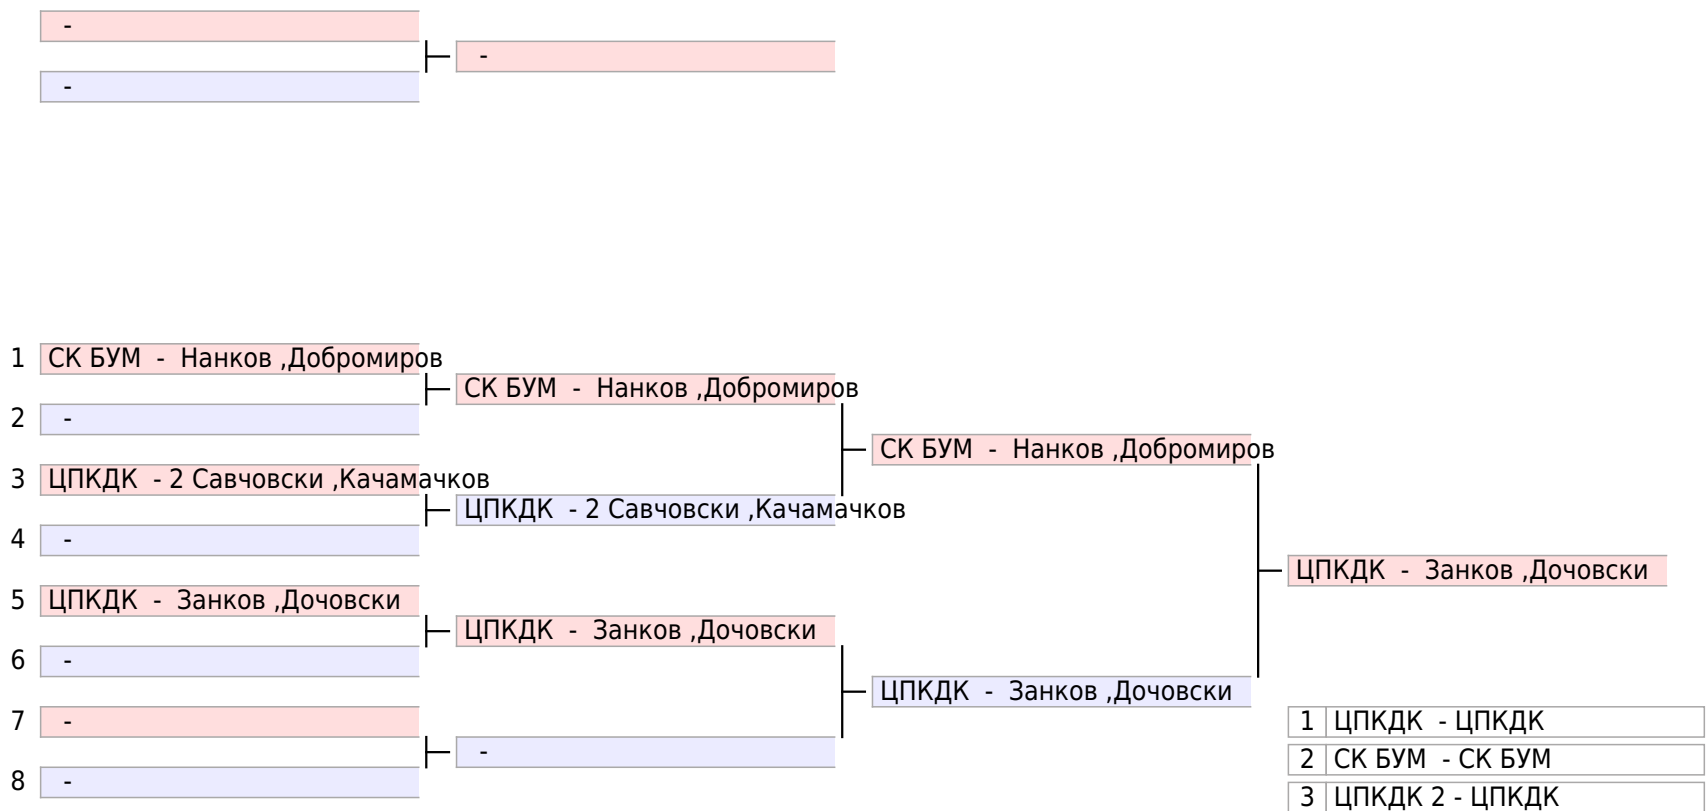 -
-
-
1 СК БУМ - Нанков ,Добромиров
СК БУМ - Нанков ,Добромиров
2 -
СК БУМ - Нанков ,Добромиров
3 ЦПКДК - 2 Савчовски ,Качамачков
ЦПКДК - 2 Савчовски ,Качамачков
4 -
ЦПКДК - Занков ,Дочовски
5 ЦПКДК - Занков ,Дочовски
ЦПКДК - Занков ,Дочовски
6 -
ЦПКДК - Занков ,Дочовски
7 -
1 ЦПКДК - ЦПКДК
-
2 СК БУМ - СК БУМ
8 -
3 ЦПКДК 2 - ЦПКДК